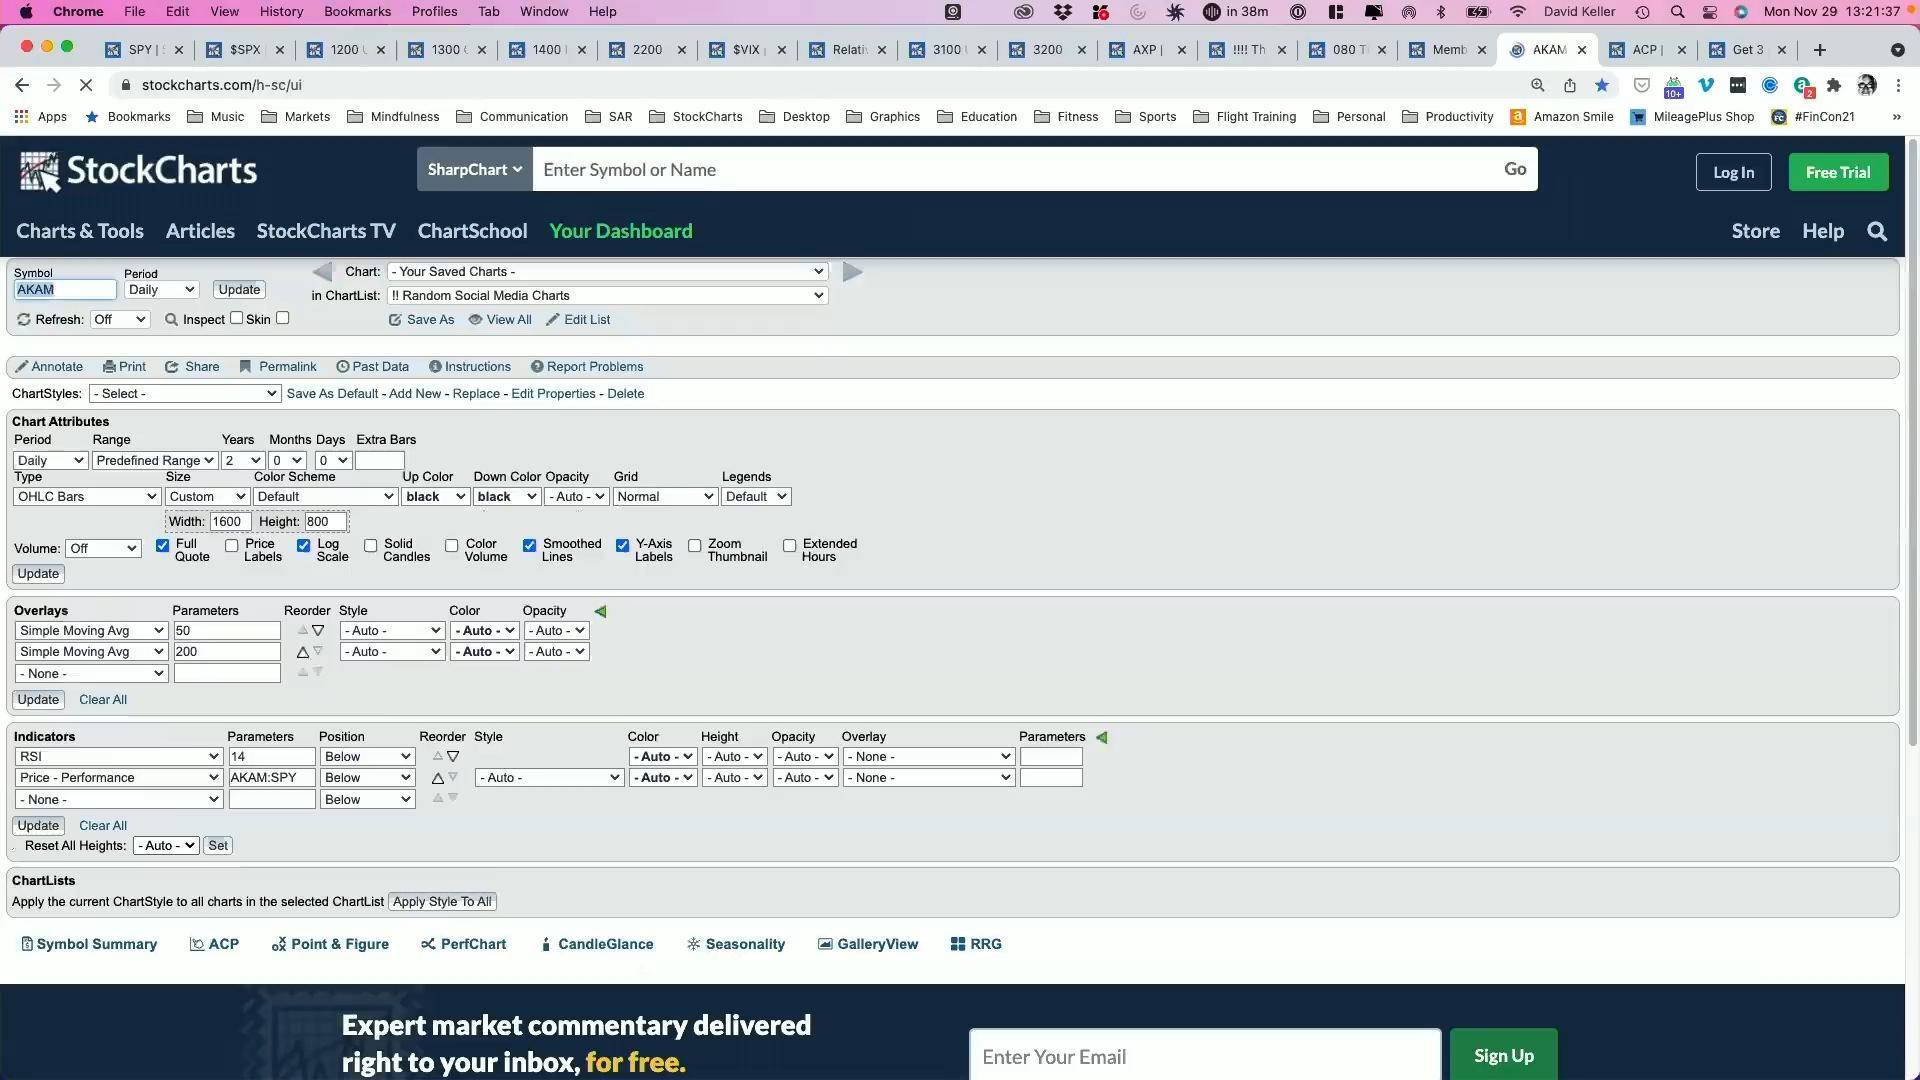 Chrome File Edit View History Bookmarks Profiles Tab Window Help in 38m David Keller Mon Nov 29 13:21:37
SPY | $SPX 1200 1300 1400 2200 $VIX Relati 3100 3200 AXP | !!!! Th 080 T Memb AKAM ACP | Get 3
stockcharts.com/h-sc/ui 10+ 2
Apps Bookmarks Music Markets Mindfulness Communication SAR StockCharts Desktop Graphics Education Fitness Sports Flight Training Personal Productivity Amazon Smile MileagePlus Shop #FinCon21 »
StockCharts SharpChart Enter Symbol or Name Go Log In Free Trial
Charts & Tools Articles StockCharts TV ChartSchool Your Dashboard Store Help
Symbol Period Chart: - Your Saved Charts -
AKAM Daily Update in ChartList: !! Random Social Media Charts
Refresh: Off Inspect Skin Save As View All Edit List
Annotate Print Share Permalink Past Data Instructions Report Problems
ChartStyles: - Select - Save As Default - Add New - Replace - Edit Properties - Delete
Chart Attributes
Period Range Years Months Days Extra Bars
Daily Predefined Range 2 0 0
Type Size Color Scheme Up Color Down Color Opacity Grid Legends
OHLC Bars Custom Default black black - Auto - Normal Default
Width: 1600 Height: 800
Volume: Off Full Quote Price Labels Log Scale Solid Candles Color Volume Smoothed Lines Y-Axis Labels Zoom Thumbnail Extended Hours
Update
Overlays Parameters Reorder Style Color Opacity
Simple Moving Avg 50 - Auto - - Auto - - Auto -
Simple Moving Avg 200 - Auto - - Auto - - Auto -
- None -
Update Clear All
Indicators Parameters Position Reorder Style Color Height Opacity Overlay Parameters
RSI 14 Below - Auto - - Auto - - Auto - - None -
Price - Performance AKAM:SPY Below - Auto - - Auto - - Auto - - Auto - - None -
- None - Below
Update Clear All
Reset All Heights: - Auto - Set
ChartLists
Apply the current ChartStyle to all charts in the selected ChartList Apply Style To All
Symbol Summary ACP Point & Figure PerfChart CandleGlance Seasonality GalleryView RRG
Expert market commentary delivered
right to your inbox, for free.
Enter Your Email Sign Up